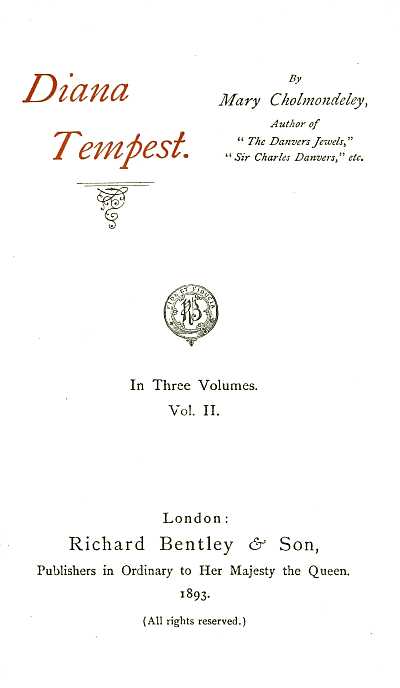 Diana
Tempest.
By
Mary Cholmondeley,
Author of
"The Danvers Jewels,"
"Sir Charles Danvers," etc.
In Three Volumes.
Vol. II.
London:
Richard Bentley & Son,
Publishers in Ordinary to Her Majesty the Queen.
1893.
(All rights reserved.)